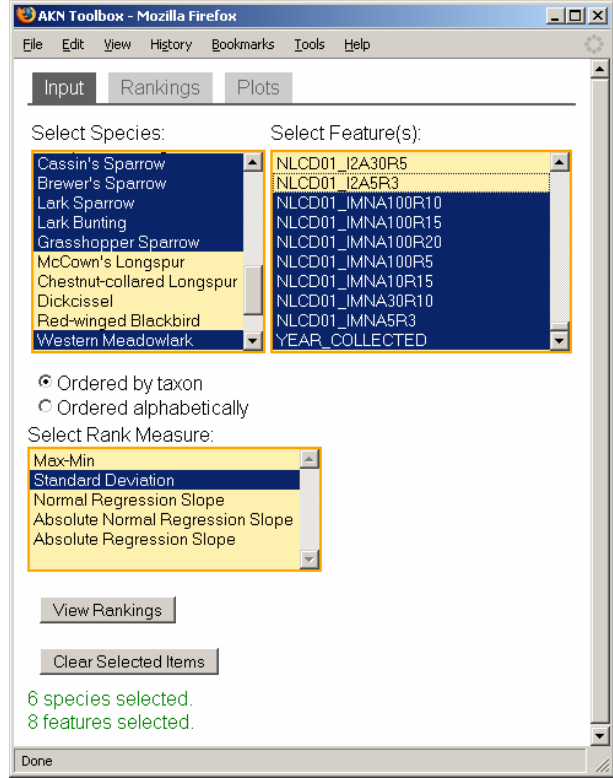 AKN Toolbox - Mozilla Firefox
File Edit View History Bookmarks Tools Help
Input Rankings Plots
Select Species:
Cassin's Sparrow
Brewer's Sparrow
Lark Sparrow
Lark Bunting
Grasshopper Sparrow
McCown's Longspur
Chestnut-collared Longspur
Dickcissel
Red-winged Blackbird
Western Meadowlark
Select Feature(s):
NLCD01_I2A30R5
NLCD01_I2A5R3
NLCD01_IMNA100R10
NLCD01_IMNA100R15
NLCD01_IMNA100R20
NLCD01_IMNA100R5
NLCD01_IMNA10R15
NLCD01_IMNA30R10
NLCD01_IMNA5R3
YEAR_COLLECTED
Ordered by taxon
Ordered alphabetically
Select Rank Measure:
Max-Min
Standard Deviation
Normal Regression Slope
Absolute Normal Regression Slope
Absolute Regression Slope
View Rankings
Clear Selected Items
6 species selected.
8 features selected.
Done